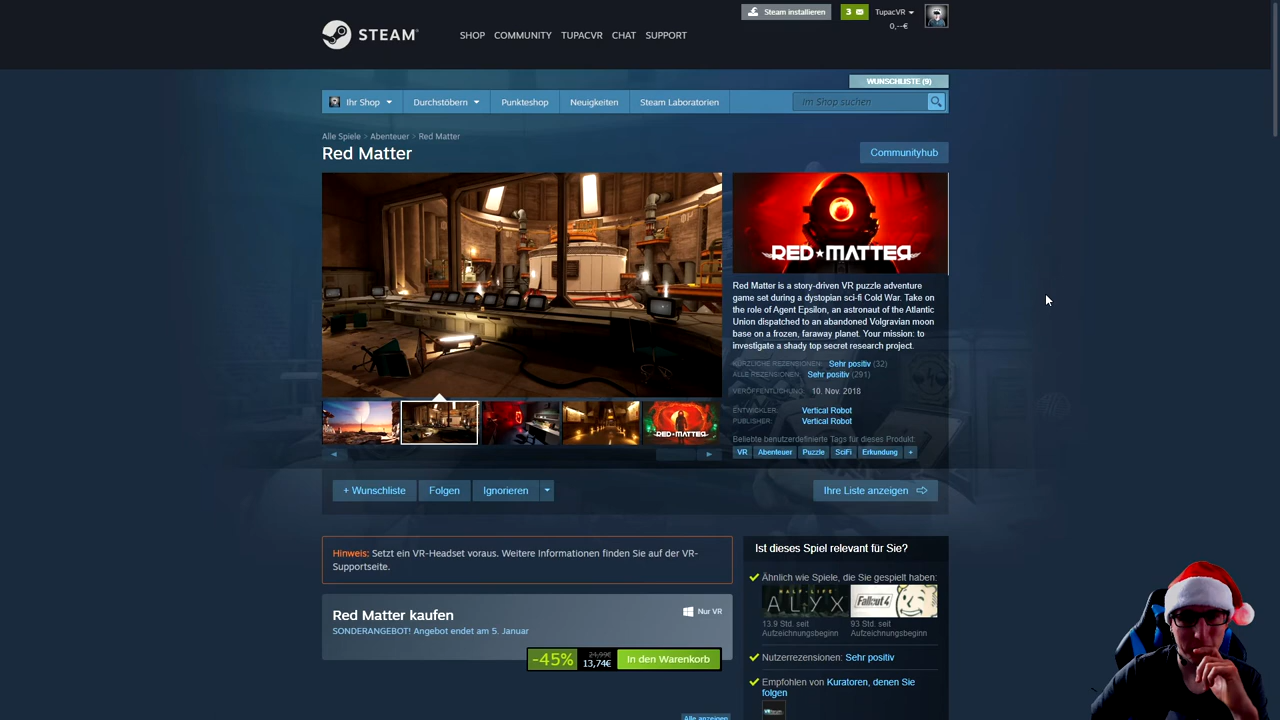 Steam installieren
3
TupacVR
0,--€
STEAM®
SHOP
COMMUNITY
TUPACVR
CHAT
SUPPORT
WUNSCHLISTE (9)
Ihr Shop
Durchstöbern
Punkteshop
Neuigkeiten
Steam Laboratorien
Im Shop suchen
Alle Spiele > Abenteuer > Red Matter
Red Matter
Communityhub
RED★MATTER
Red Matter is a story-driven VR puzzle adventure
game set during a dystopian sci-fi Cold War. Take on
the role of Agent Epsilon, an astronaut of the Atlantic
Union dispatched to an abandoned Volgravian moon
base on a frozen, faraway planet. Your mission: to
investigate a shady top secret research project.
KÜRZLICHE REZENSIONEN: Sehr positiv (32)
ALLE REZENSIONEN: Sehr positiv (291)
VERÖFFENTLICHUNG: 10. Nov. 2018
ENTWICKLER: Vertical Robot
PUBLISHER: Vertical Robot
Beliebte benutzerdefinierte Tags für dieses Produkt:
VR
Abenteuer
Puzzle
SciFi
Erkundung
+
RED★MATTER
+ Wunschliste
Folgen
Ignorieren
Ihre Liste anzeigen
Hinweis: Setzt ein VR-Headset voraus. Weitere Informationen finden Sie auf der VR-
Supportseite.
Red Matter kaufen
Nur VR
SONDERANGEBOT! Angebot endet am 5. Januar
-45%
24,99€
13,74€
In den Warenkorb
Alle anzeigen
Ist dieses Spiel relevant für Sie?
Ähnlich wie Spiele, die Sie gespielt haben:
HALF-LIFE
ALYX
Fallout 4
13.9 Std. seit
Aufzeichnungsbeginn
93 Std. seit
Aufzeichnungsbeginn
Nutzerrezensionen: Sehr positiv
Empfohlen von Kuratoren, denen Sie
folgen